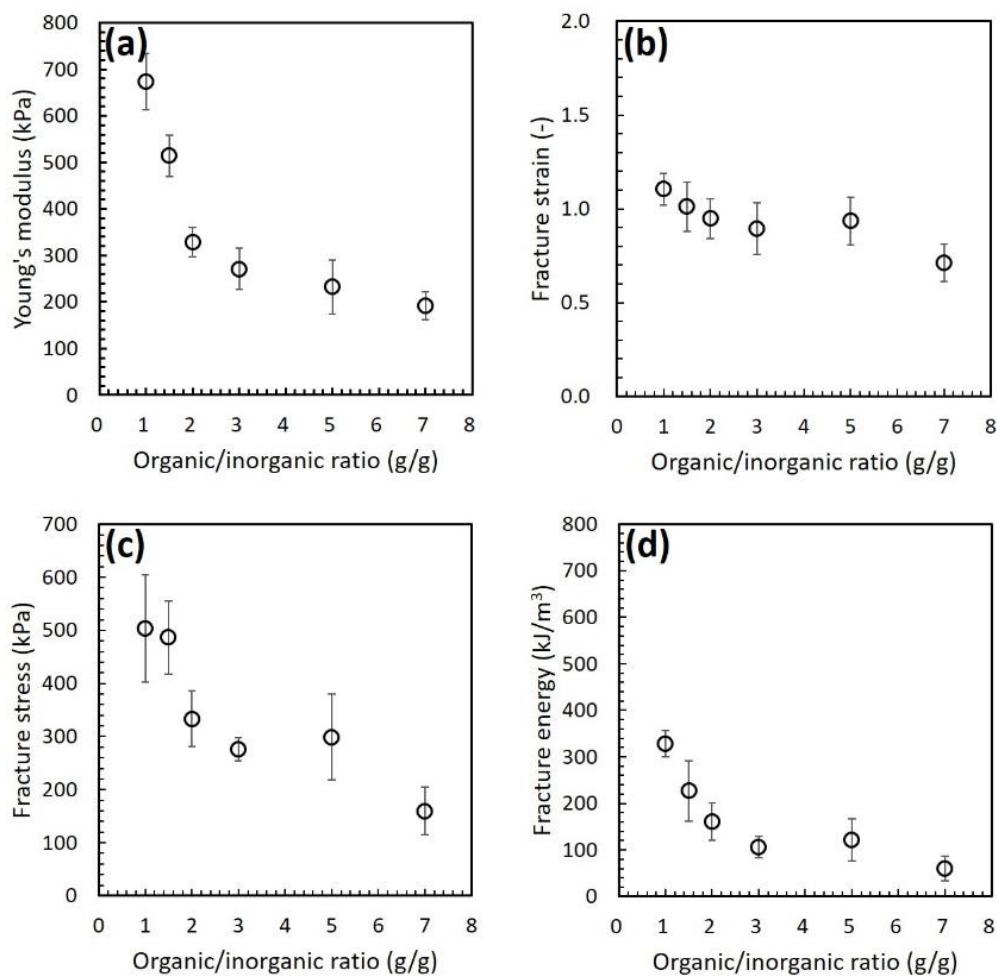 (a)
Young's modulus (kPa)
800
700
600
500
400
300
200
100
0
0 1 2 3 4 5 6 7 8
Organic/inorganic ratio (g/g)
(b)
Fracture strain (-)
2.0
1.5
1.0
0.5
0.0
0 1 2 3 4 5 6 7 8
Organic/inorganic ratio (g/g)
(c)
Fracture stress (kPa)
700
600
500
400
300
200
100
0
0 1 2 3 4 5 6 7 8
Organic/inorganic ratio (g/g)
(d)
Fracture energy (kJ/m³)
800
700
600
500
400
300
200
100
0
0 1 2 3 4 5 6 7 8
Organic/inorganic ratio (g/g)